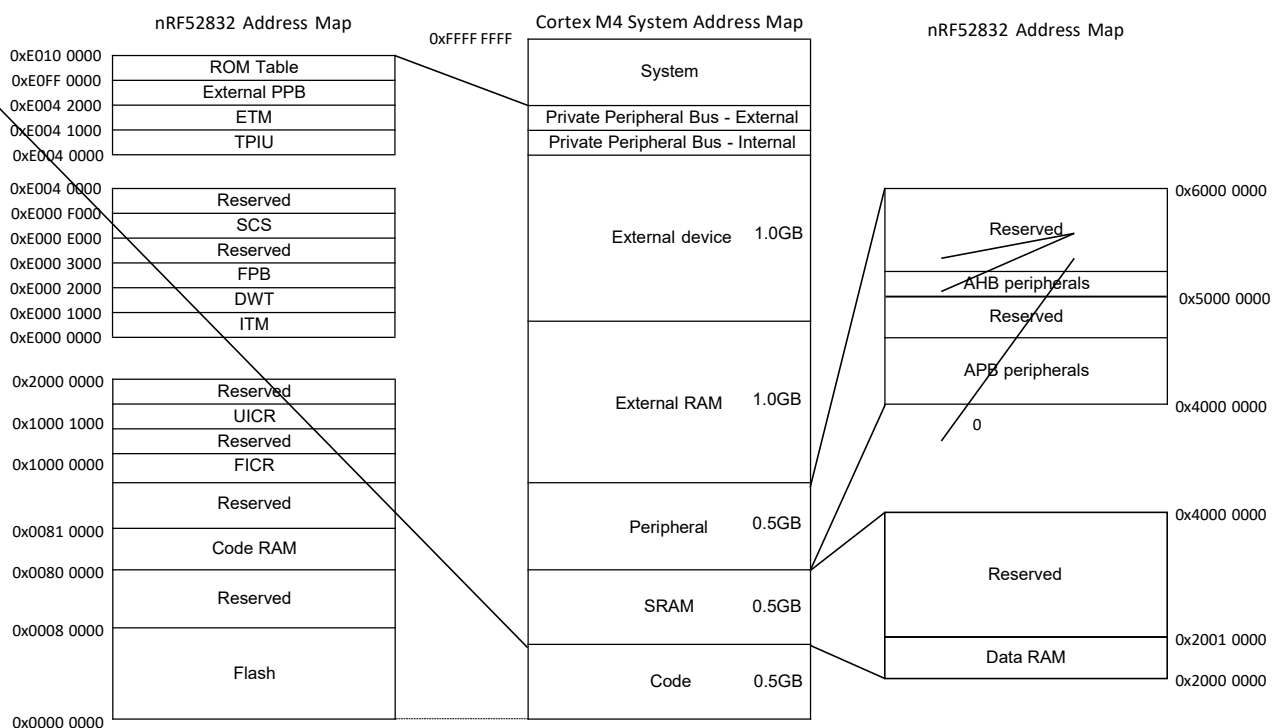 nRF52832 Address Map
0xE010 0000
ROM Table
0xE0FF 0000
External PPB
0xE004 2000
ETM
0xE004 1000
TPIU
0xE004 0000
0xE004 0000
Reserved
0xE000 F000
SCS
0xE000 E000
Reserved
0xE000 3000
FPB
0xE000 2000
DWT
0xE000 1000
ITM
0xE000 0000
0x2000 0000
Reserved
UICR
0x1000 1000
Reserved
0x1000 0000
FICR
Reserved
0x0081 0000
Code RAM
0x0080 0000
Reserved
0x0008 0000
Flash
0x0000 0000
Cortex M4 System Address Map
0xFFFF FFFF
System
Private Peripheral Bus - External
Private Peripheral Bus - Internal
External device 1.0GB
External RAM 1.0GB
Peripheral 0.5GB
SRAM 0.5GB
Code 0.5GB
nRF52832 Address Map
0x6000 0000
Reserved
AHB peripherals
0x5000 0000
Reserved
APB peripherals
0x4000 0000
0
0x4000 0000
Reserved
0x2001 0000
Data RAM
0x2000 0000